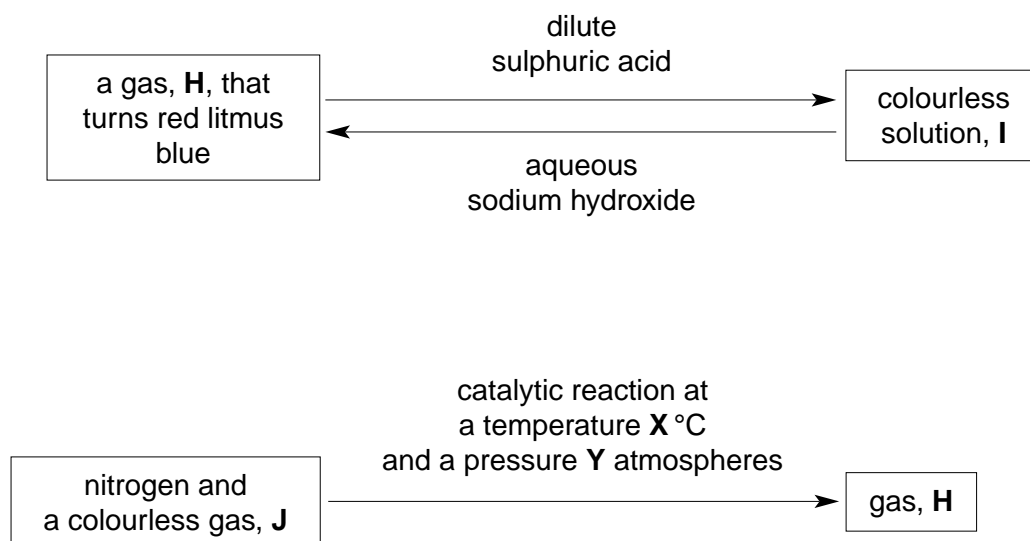 dilute
sulphuric acid
a gas, H, that
turns red litmus
blue
colourless
solution, I
aqueous
sodium hydroxide
catalytic reaction at
a temperature X °C
and a pressure Y atmospheres
nitrogen and
a colourless gas, J
gas, H